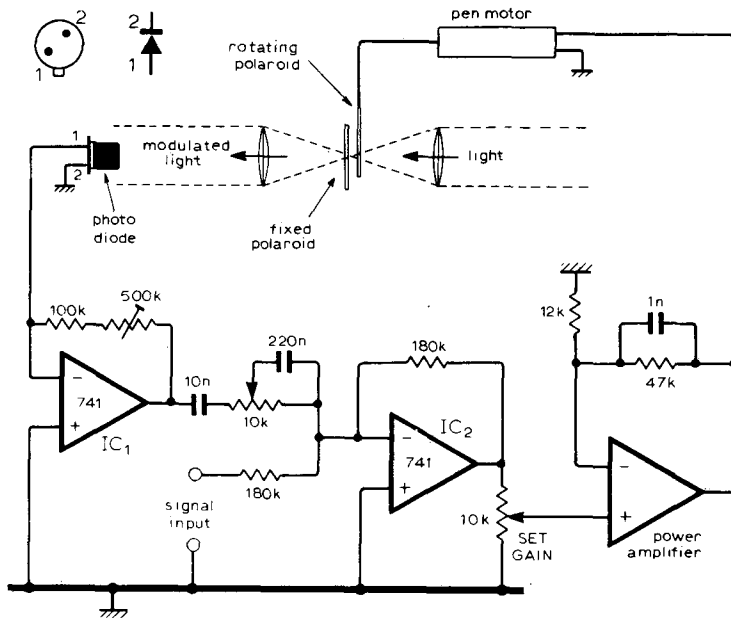 2
1
2
1
pen motor
rotating
polaroid
1
2
modulated
light
light
photo
diode
fixed
polaroid
100k
500k
12k
1n
47k
220n
180k
10n
10k
-
741
+
IC1
IC2
-
741
+
180k
signal
input
10k
SET
GAIN
-
+
power
amplifier